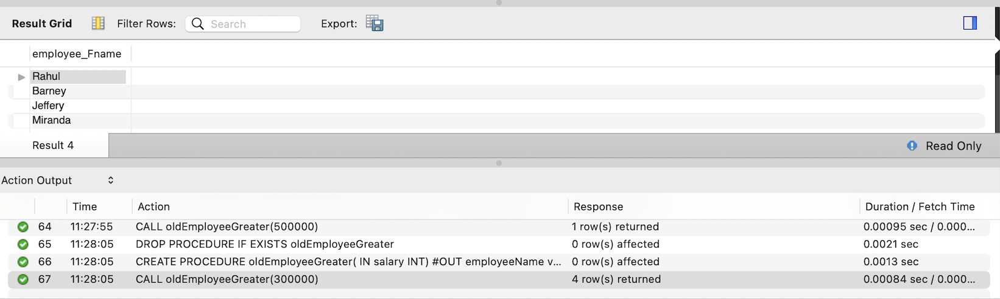 Result Grid Filter Rows: Search Export:
employee_Fname
Rahul
Barney
Jeffery
Miranda
Result 4 Read Only
Action Output
Time Action Response Duration / Fetch Time
64 11:27:55 CALL oldEmployeeGreater(500000) 1 row(s) returned 0.00095 sec / 0.000...
65 11:28:05 DROP PROCEDURE IF EXISTS oldEmployeeGreater 0 row(s) affected 0.0021 sec
66 11:28:05 CREATE PROCEDURE oldEmployeeGreater( IN salary INT) #OUT employeeName v... 0 row(s) affected 0.0013 sec
67 11:28:05 CALL oldEmployeeGreater(300000) 4 row(s) returned 0.00084 sec / 0.000...